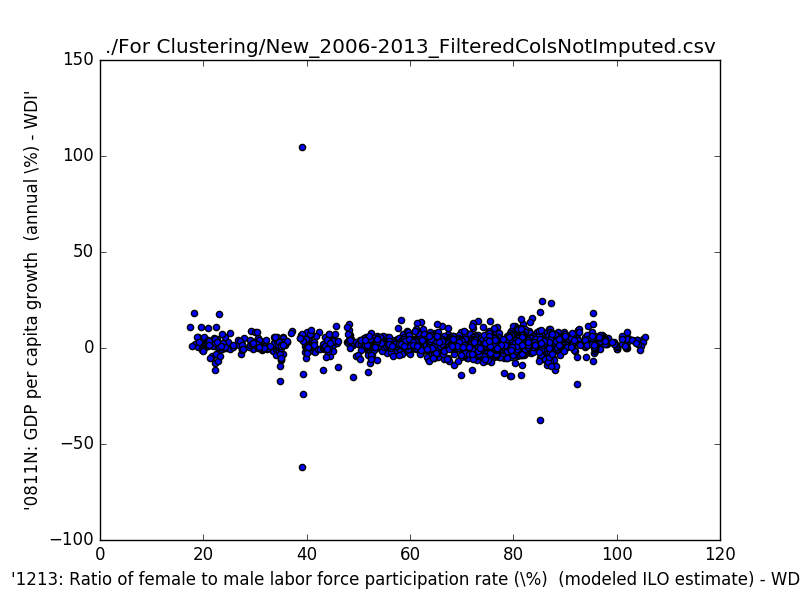 ./For Clustering/New_2006-2013_FilteredColsNotImputed.csv
150
100
50
0
−50
−100
0 20 40 60 80 100 120
'0811N: GDP per capita growth  (annual \%) - WDI'
'1213: Ratio of female to male labor force participation rate (\%)  (modeled ILO estimate) - WD